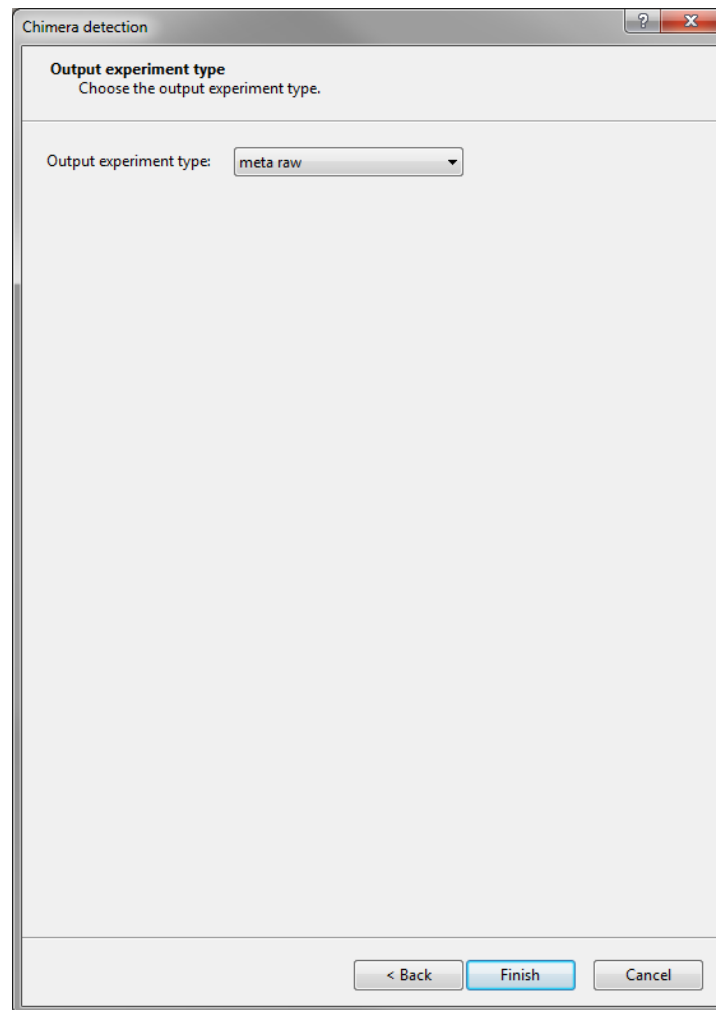 Chimera detection
Output experiment type
Choose the output experiment type.
Output experiment type: meta raw
< Back Finish Cancel